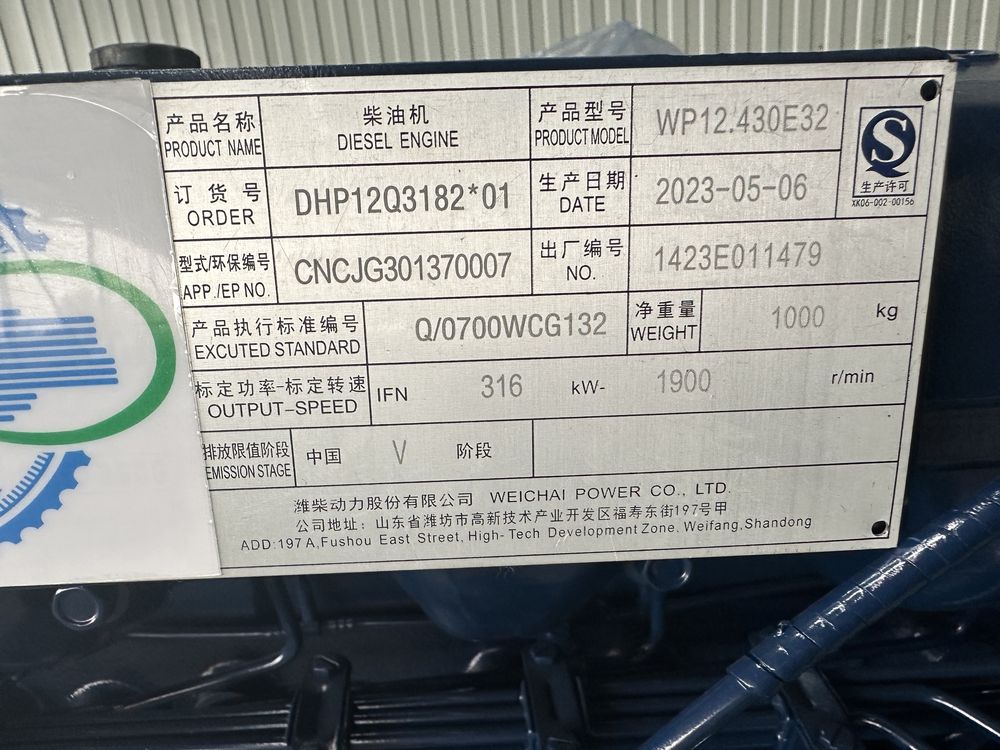 产品名称 柴油机 产品型号 WP12.430E32
PRODUCT NAME DIESEL ENGINE PRODUCT MODEL
S
生产许可
XK06-002-00156
订货号 DHP12Q3182*01 生产日期 2023-05-06
ORDER DATE
型式/环保编号 CNCJG301370007 出厂编号 1423E011479
APP./EP NO. NO.
产品执行标准编号 Q/0700WCG132 净重量 1000 kg
EXCUTED STANDARD WEIGHT
标定功率-标定转速 IFN 316 kW- 1900 r/min
OUTPUT-SPEED
排放限值阶段 中国 V 阶段
EMISSION STAGE
潍柴动力股份有限公司 WEICHAI POWER CO., LTD.
公司地址: 山东省潍坊市高新技术产业开发区福寿东街197号甲
ADD:197A,Fushou East Street,High-Tech Development Zone.Weifang,Shandong